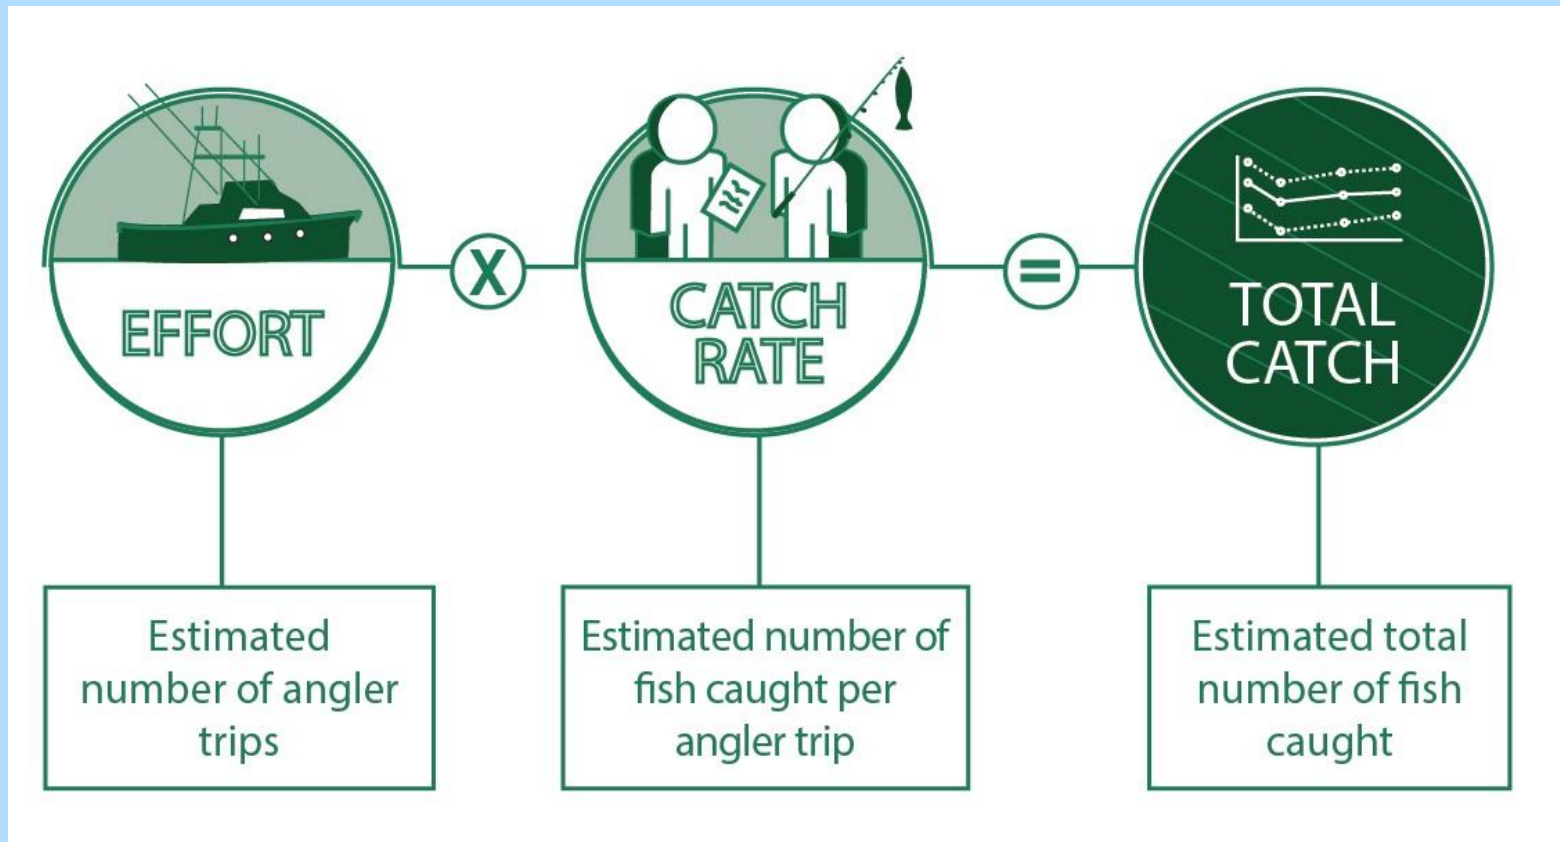 EFFORT
X
CATCH
RATE
=
TOTAL
CATCH
Estimated
number of angler
trips
Estimated number of
fish caught per
angler trip
Estimated total
number of fish
caught